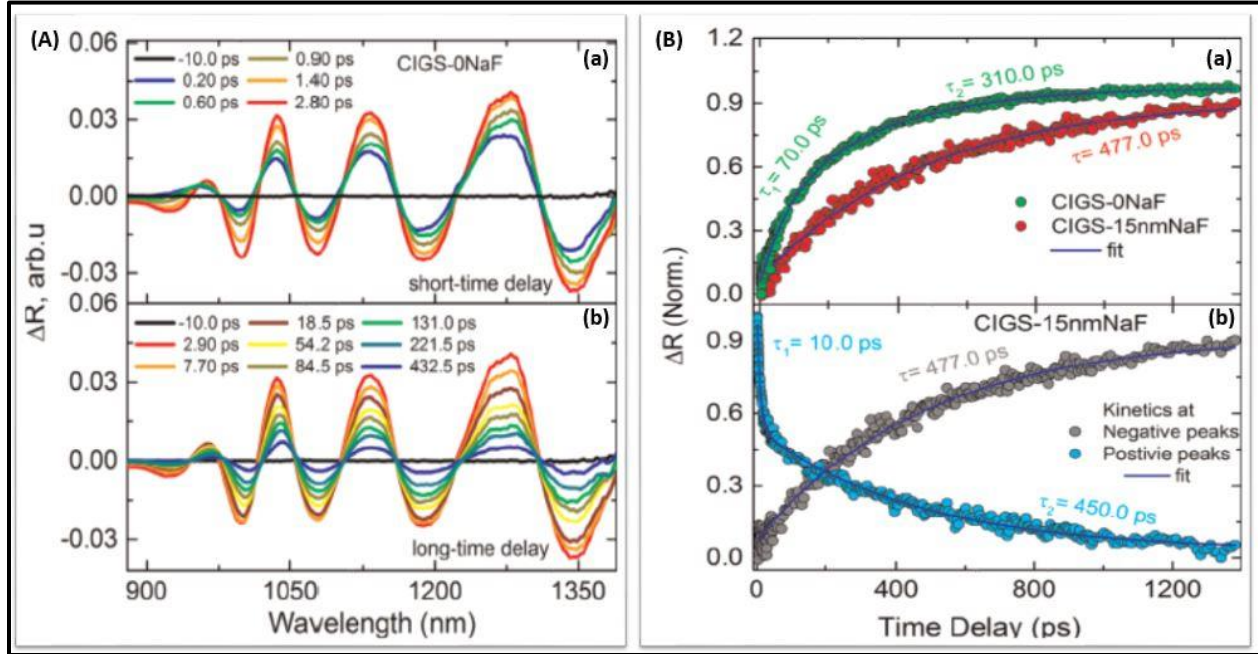 (A)
0.06
0.03
0.00
-0.03
0.06
0.03
0.00
-0.03
ΔR, arb.u
-10.0 ps 0.90 ps
0.20 ps 1.40 ps
0.60 ps 2.80 ps
CIGS-0NaF
(a)
short-time delay
-10.0 ps 18.5 ps 131.0 ps
2.90 ps 54.2 ps 221.5 ps
7.70 ps 84.5 ps 432.5 ps
(b)
long-time delay
900 1050 1200 1350
Wavelength (nm)
(B)
1.2
0.9
0.6
0.3
0.0
0.9
0.6
0.3
0.0
ΔR (Norm.)
(a)
τ1= 70.0 ps
τ2= 310.0 ps
τ= 477.0 ps
CIGS-0NaF
CIGS-15nmNaF
fit
CIGS-15nmNaF
(b)
τ1= 10.0 ps
τ= 477.0 ps
Kinetics at
Negative peaks
Postivie peaks
fit
τ2= 450.0 ps
0 400 800 1200
Time Delay (ps)